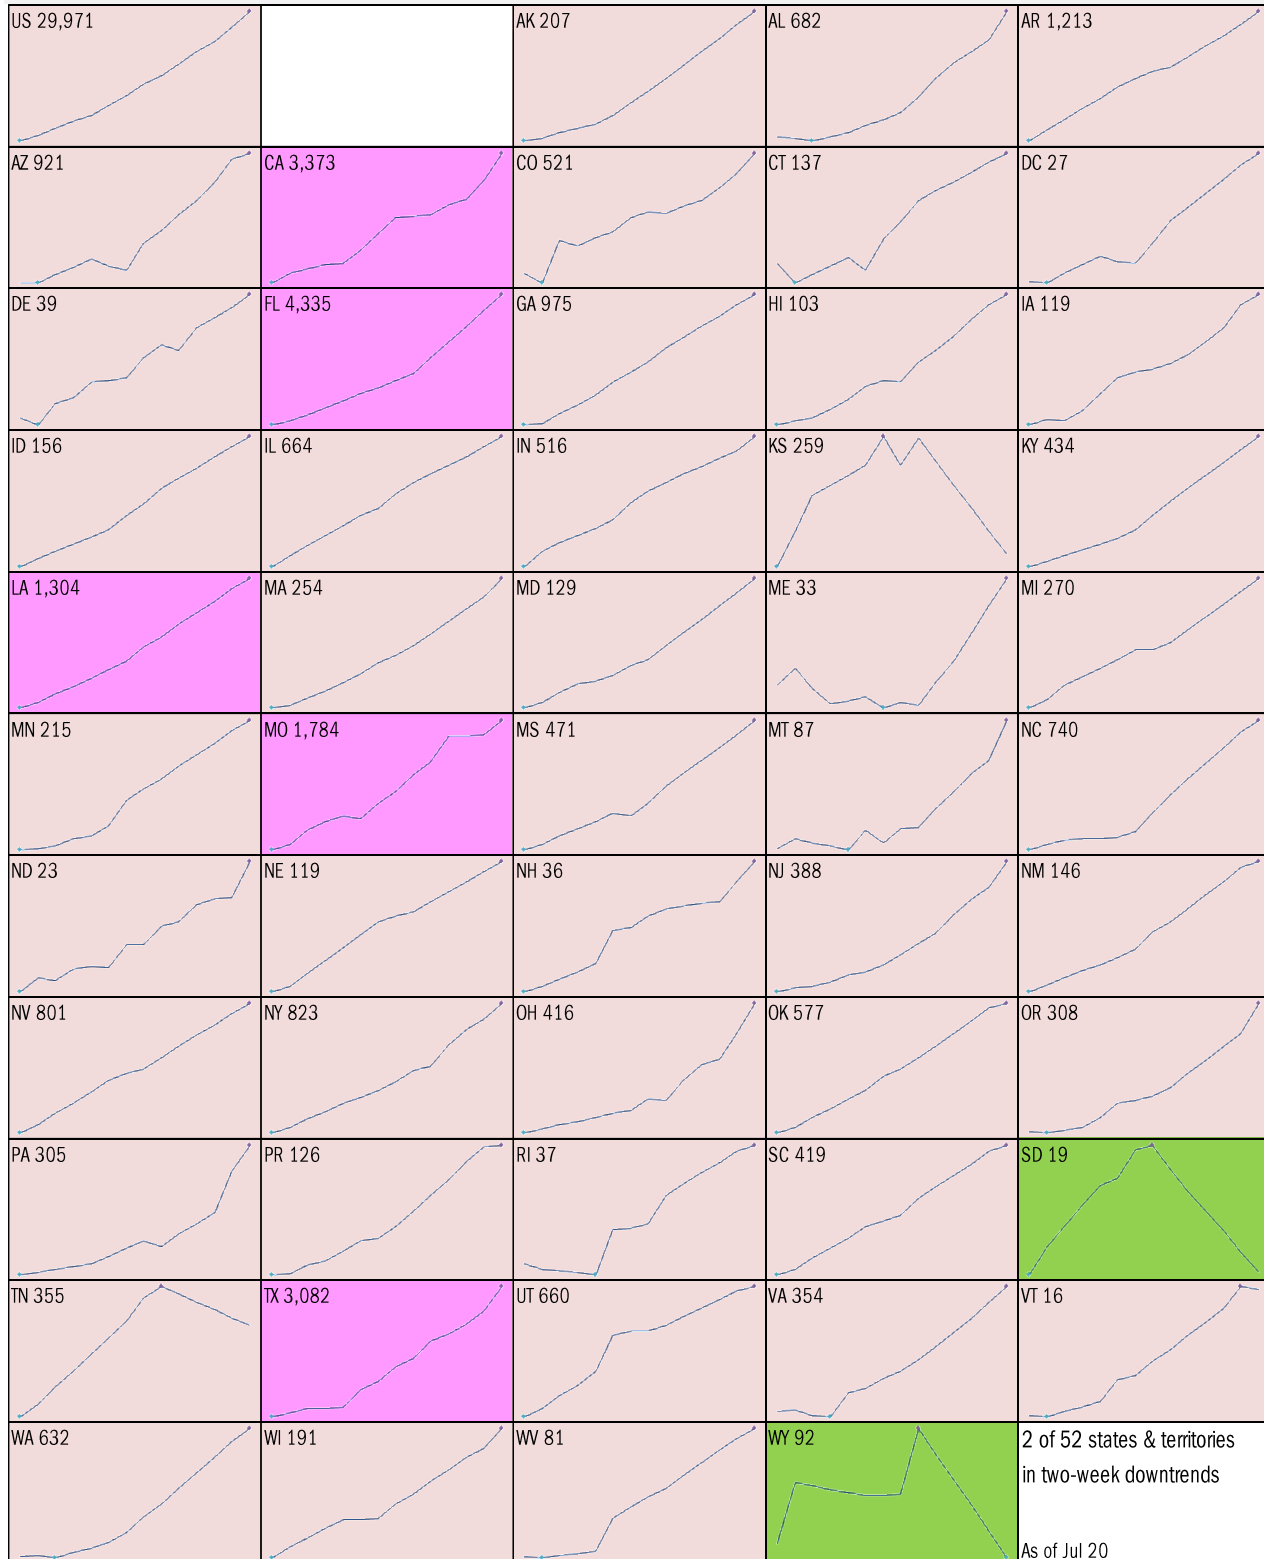 US 29,971
AK 207
AL 682
AR 1,213
AZ 921
CA 3,373
CO 521
CT 137
DC 27
DE 39
FL 4,335
GA 975
HI 103
IA 119
ID 156
IL 664
IN 516
KS 259
KY 434
LA 1,304
MA 254
MD 129
ME 33
MI 270
MN 215
MO 1,784
MS 471
MT 87
NC 740
ND 23
NE 119
NH 36
NJ 388
NM 146
NV 801
NY 823
OH 416
OK 577
OR 308
PA 305
PR 126
RI 37
SC 419
SD 19
TN 355
TX 3,082
UT 660
VA 354
VT 16
WA 632
WI 191
WV 81
WY 92
2 of 52 states & territories
in two-week downtrends
As of Jul 20